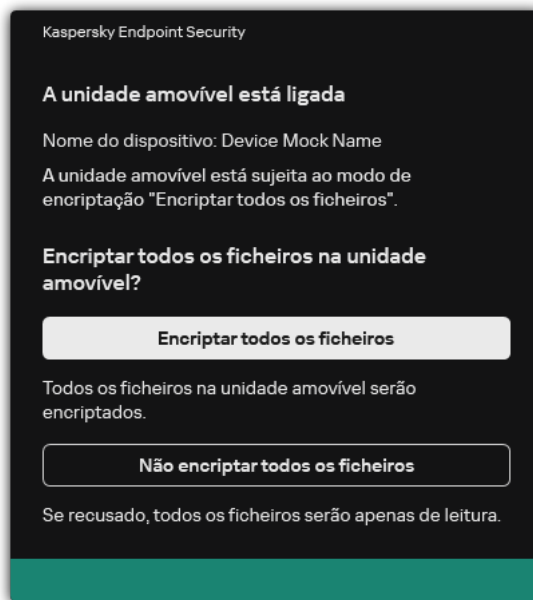 Kaspersky Endpoint Security
A unidade amovível está ligada
Nome do dispositivo: Device Mock Name
A unidade amovível está sujeita ao modo de
encriptação "Encriptar todos os ficheiros".
Encriptar todos os ficheiros na unidade
amovível?
Encriptar todos os ficheiros
Todos os ficheiros na unidade amovível serão
encriptados.
Não encriptar todos os ficheiros
Se recusado, todos os ficheiros serão apenas de leitura.